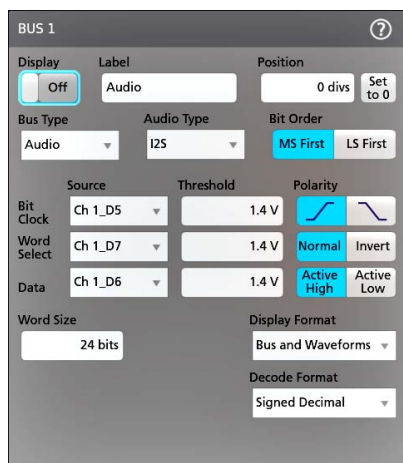 BUS 1
?
Display Label Position
Off Audio 0 divs Set to 0
Bus Type Audio Type Bit Order
Audio I2S MS First LS First
Source Threshold Polarity
Bit Clock Ch 1_D5 1.4 V
Word Select Ch 1_D7 1.4 V Normal Invert
Data Ch 1_D6 1.4 V Active High Active Low
Word Size Display Format
24 bits Bus and Waveforms
Decode Format
Signed Decimal